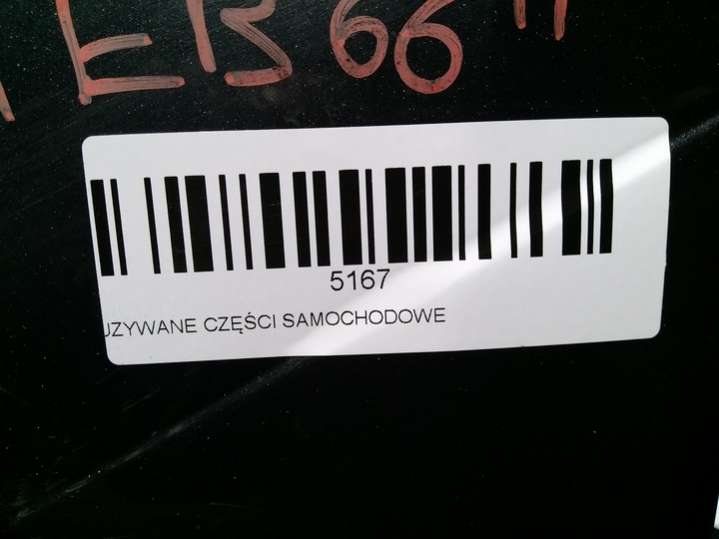 EB66"
5167
UZYWANE CZĘŚCI SAMOCHODOWE